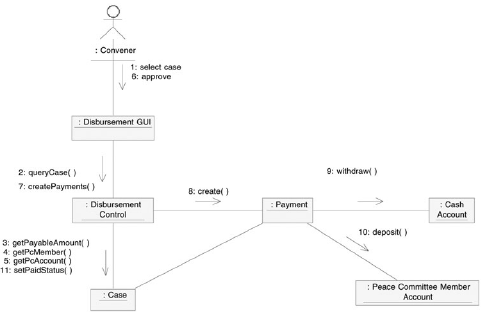 : Convener
1: select case
6: approve
: Disbursement GUI
2: queryCase( )
7: createPayments( )
8: create( )
9: withdraw( )
: Disbursement
Control
: Payment
: Cash
Account
10: deposit( )
3: getPayableAmount( )
4: getPcMember( )
5: getPcAccount( )
11: setPaidStatus( )
: Case
: Peace Committee Member
Account